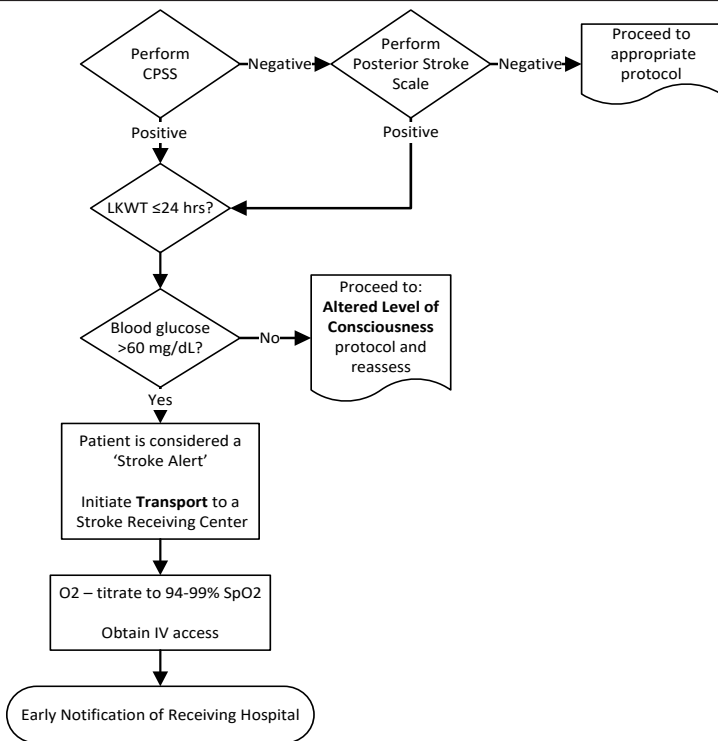 Perform
CPSS
Negative
Perform
Posterior Stroke
Scale
Negative
Proceed to
appropriate
protocol
Positive
Positive
LKWT ≤24 hrs?
Blood glucose
>60 mg/dL?
No
Proceed to:
Altered Level of
Consciousness
protocol and
reassess
Yes
Patient is considered a
‘Stroke Alert’
Initiate Transport to a
Stroke Receiving Center
O2 – titrate to 94-99% SpO2
Obtain IV access
Early Notification of Receiving Hospital